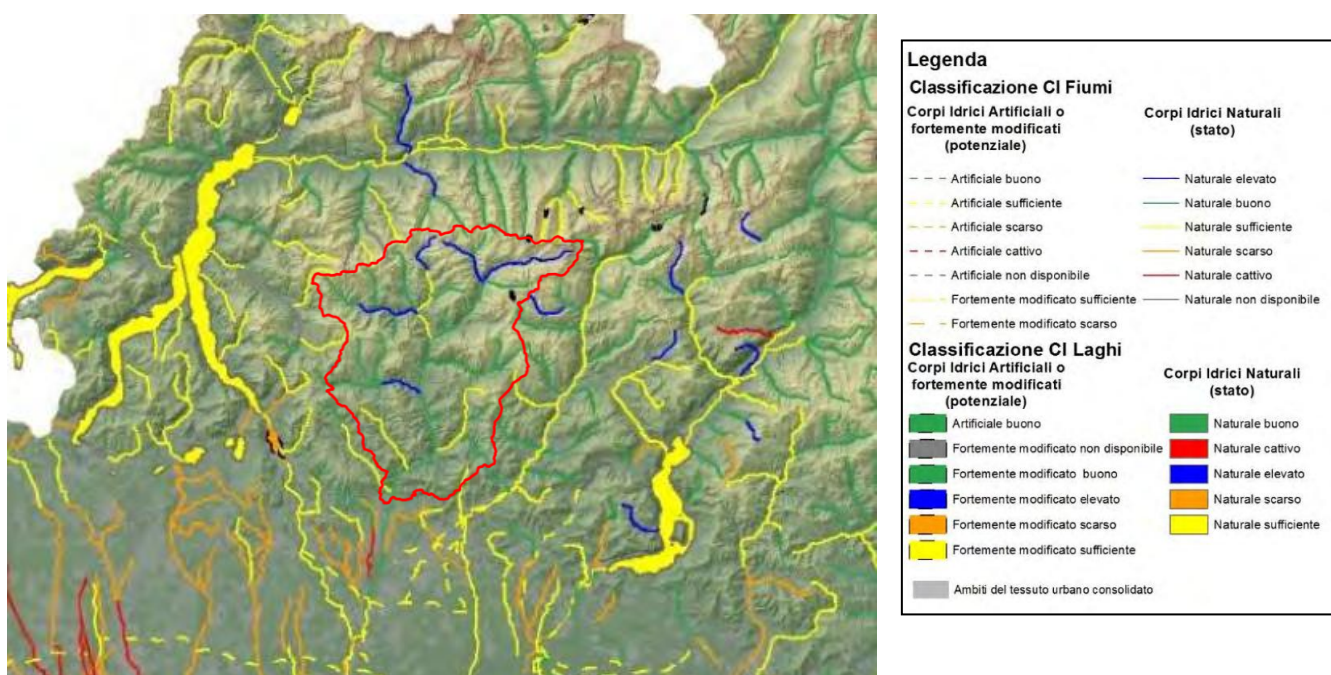 Legenda
Classificazione CI Fiumi
Corpi Idrici Artificiali o
fortemente modificati
(potenziale)
Artificiale buono
Artificiale sufficiente
Artificiale scarso
Artificiale cattivo
Artificiale non disponibile
Fortemente modificato sufficiente
Fortemente modificato scarso
Corpi Idrici Naturali
(stato)
Naturale elevato
Naturale buono
Naturale sufficiente
Naturale scarso
Naturale cattivo
Naturale non disponibile
Classificazione CI Laghi
Corpi Idrici Artificiali o
fortemente modificati
(potenziale)
Artificiale buono
Fortemente modificato non disponibile
Fortemente modificato buono
Fortemente modificato elevato
Fortemente modificato scarso
Fortemente modificato sufficiente
Corpi Idrici Naturali
(stato)
Naturale buono
Naturale cattivo
Naturale elevato
Naturale scarso
Naturale sufficiente
Ambiti del tessuto urbano consolidato